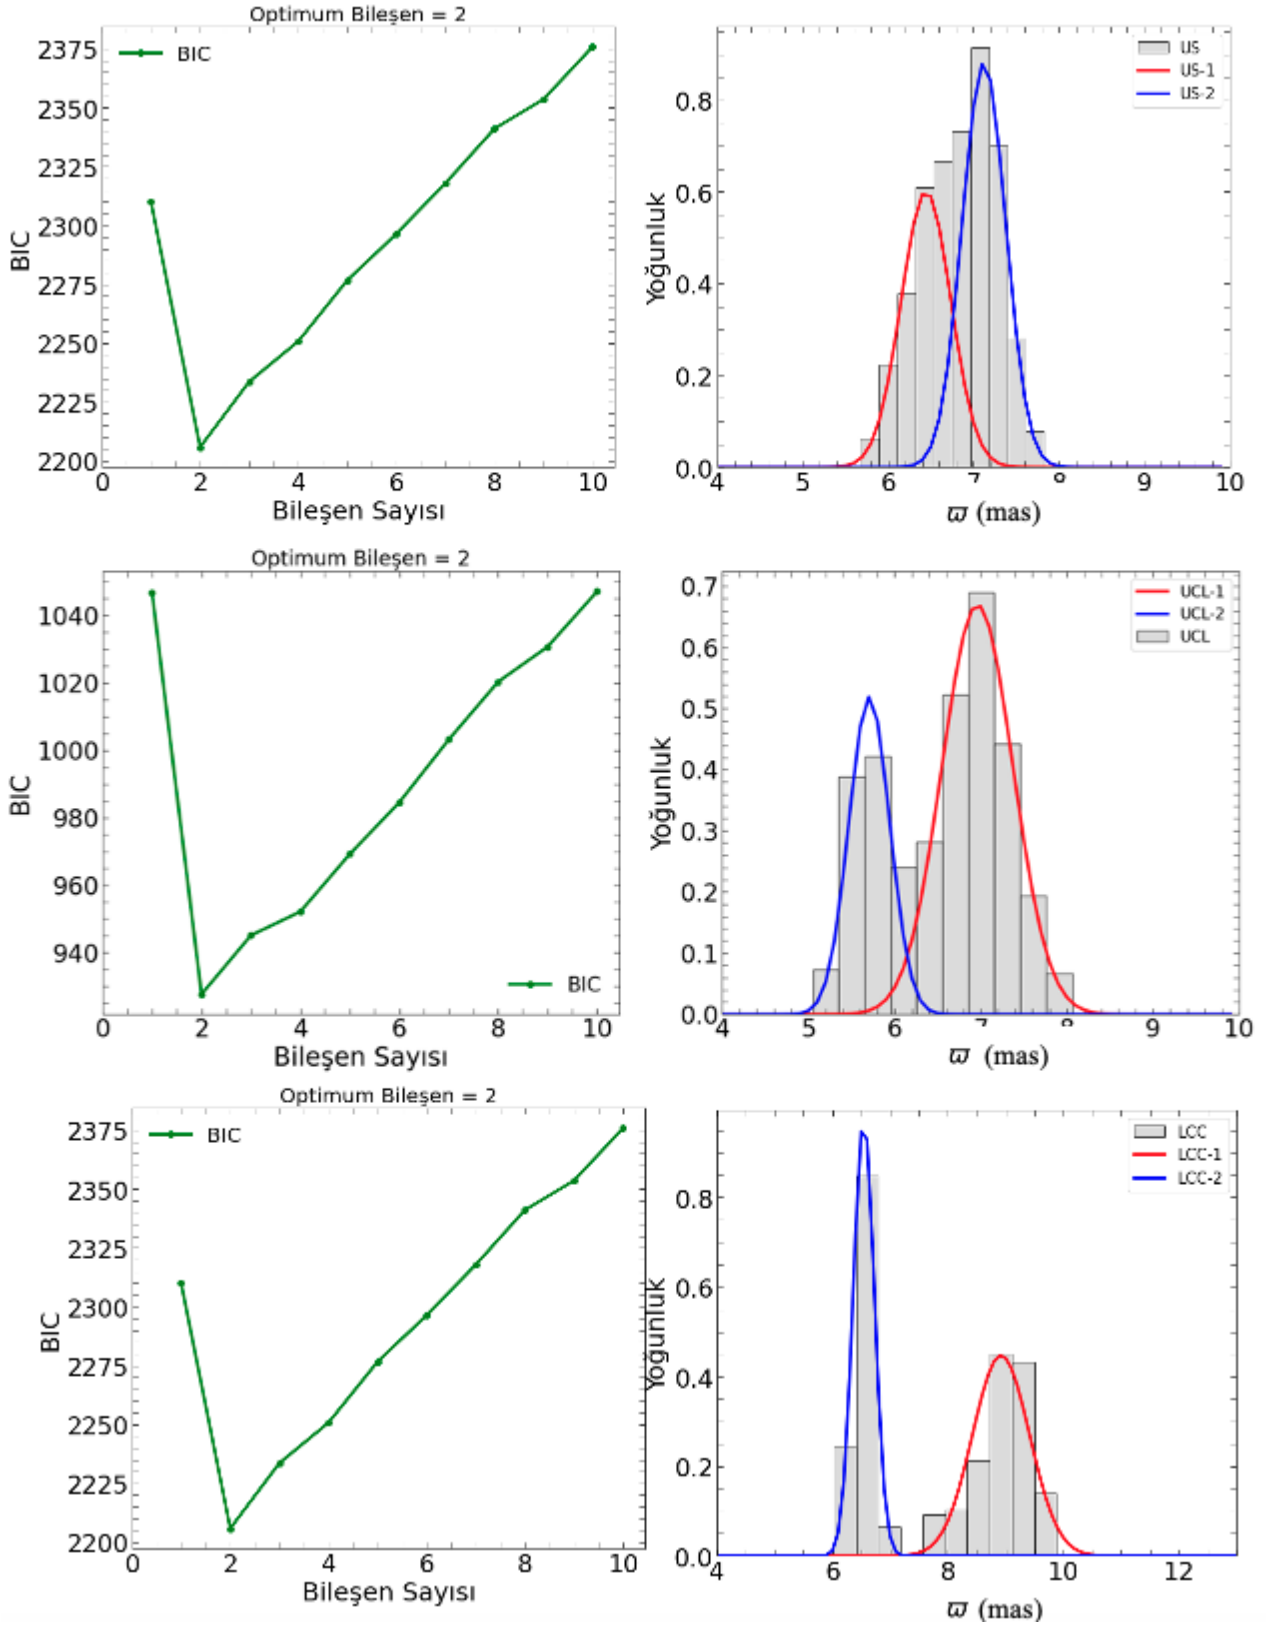 Optimum Bileşen = 2
BIC
2375
2350
2325
2300
2275
2250
2225
2200
BIC
0 2 4 6 8 10
Bileşen Sayısı
US
US-1
US-2
0.8
0.6
0.4
0.2
0.0
Yoğunluk
4 5 6 7 8 9 10
ϖ (mas)
Optimum Bileşen = 2
1040
1020
1000
980
960
940
BIC
BIC
0 2 4 6 8 10
Bileşen Sayısı
UCL-1
UCL-2
UCL
0.7
0.6
0.5
0.4
0.3
0.2
0.1
0.0
Yoğunluk
4 5 6 7 8 9 10
ϖ (mas)
Optimum Bileşen = 2
BIC
2375
2350
2325
2300
2275
2250
2225
2200
BIC
0 2 4 6 8 10
Bileşen Sayısı
LCC
LCC-1
LCC-2
0.8
0.6
0.4
0.2
0.0
Yoğunluk
4 6 8 10 12
ϖ (mas)